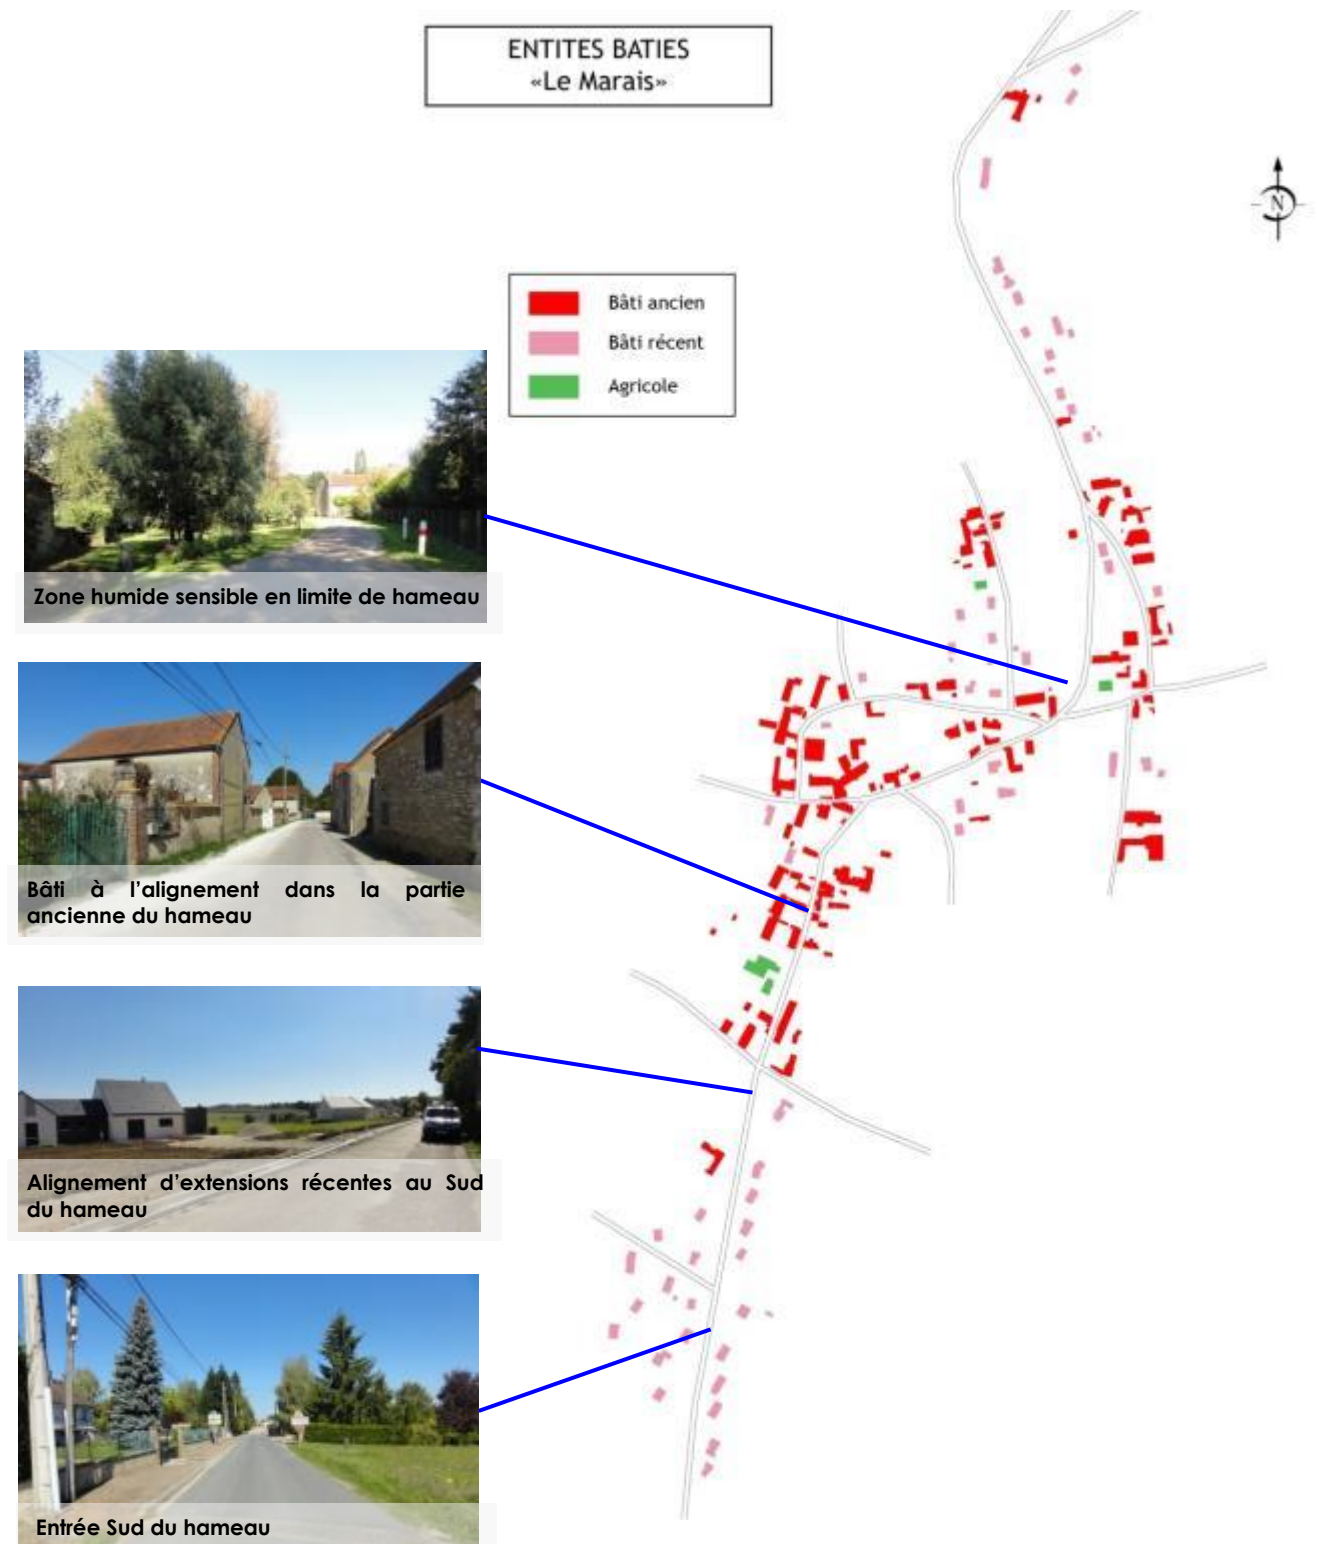 ENTITES BATIES
«Le Marais»
N
Bâti ancien
Bâti récent
Agricole
Zone humide sensible en limite de hameau
Bâti à l'alignement dans la partie
ancienne du hameau
Alignement d'extensions récentes au Sud
du hameau
Entrée Sud du hameau